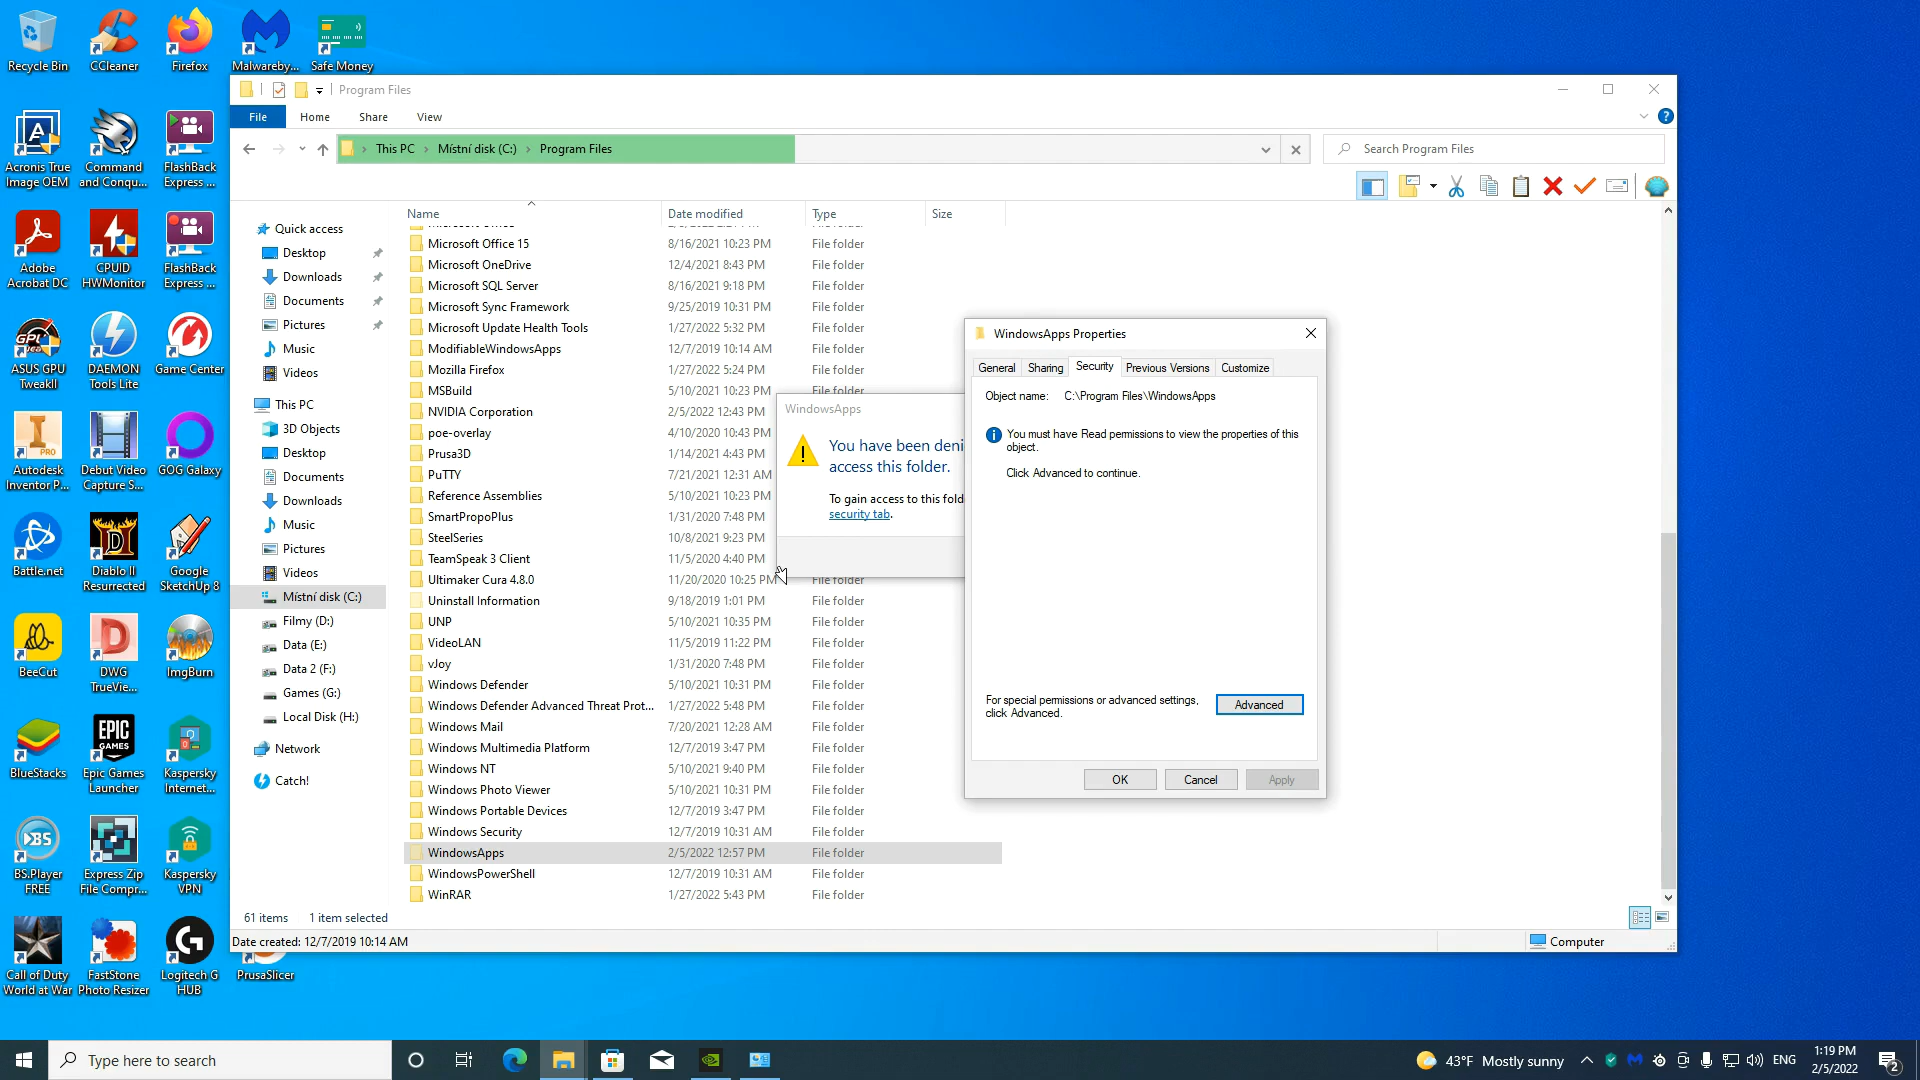 Recycle Bin
CCleaner
Firefox
Malwareby...
Safe Money
Acronis True
Image OEM
Command
and Conqu...
FlashBack
Express ...
Adobe
Acrobat DC
CPUID
HWMonitor
FlashBack
Express ...
ASUS GPU
TweakII
DAEMON
Tools Lite
Game Center
Autodesk
Inventor P...
Debut Video
Capture S...
GOG Galaxy
Battle.net
Diablo II
Resurrected
Google
SketchUp 8
BeeCut
DWG
TrueVie...
ImgBurn
BlueStacks
Epic Games
Launcher
Kaspersky
Internet...
BS.Player
FREE
Express Zip
File Compr...
Kaspersky
VPN
Call of Duty
World at War
FastStone
Photo Resizer
Logitech G
HUB
PrusaSlicer
Program Files
File Home Share View
This PC > Místní disk (C:) > Program Files
Search Program Files
Name Date modified Type Size
Quick access
Desktop
Downloads
Documents
Pictures
Music
Videos
This PC
3D Objects
Desktop
Documents
Downloads
Music
Pictures
Videos
Místní disk (C:)
Filmy (D:)
Data (E:)
Data 2 (F:)
Games (G:)
Local Disk (H:)
Network
Catch!
Microsoft Office 15 8/16/2021 10:23 PM File folder
Microsoft OneDrive 12/4/2021 8:43 PM File folder
Microsoft SQL Server 8/16/2021 9:18 PM File folder
Microsoft Sync Framework 9/25/2019 10:31 PM File folder
Microsoft Update Health Tools 1/27/2022 5:32 PM File folder
ModifiableWindowsApps 12/7/2019 10:14 AM File folder
Mozilla Firefox 1/27/2022 5:24 PM File folder
MSBuild 5/10/2021 10:23 PM File folder
NVIDIA Corporation 2/5/2022 12:43 PM
poe-overlay 4/10/2020 10:43 PM
Prusa3D 1/14/2021 4:43 PM
PuTTY 7/21/2021 12:31 AM
Reference Assemblies 5/10/2021 10:23 PM
SmartPropoPlus 1/31/2020 7:48 PM
SteelSeries 10/8/2021 9:23 PM
TeamSpeak 3 Client 11/5/2020 4:40 PM
Ultimaker Cura 4.8.0 11/20/2020 10:25 PM File folder
Uninstall Information 9/18/2019 1:01 PM File folder
UNP 5/10/2021 10:35 PM File folder
VideoLAN 11/5/2019 11:22 PM File folder
vJoy 1/31/2020 7:48 PM File folder
Windows Defender 5/10/2021 10:31 PM File folder
Windows Defender Advanced Threat Prot... 1/27/2022 5:48 PM File folder
Windows Mail 7/20/2021 12:28 AM File folder
Windows Multimedia Platform 12/7/2019 3:47 PM File folder
Windows NT 5/10/2021 9:40 PM File folder
Windows Photo Viewer 5/10/2021 10:31 PM File folder
Windows Portable Devices 12/7/2019 3:47 PM File folder
Windows Security 12/7/2019 10:31 AM File folder
WindowsApps 2/5/2022 12:57 PM File folder
WindowsPowerShell 12/7/2019 10:31 AM File folder
WinRAR 1/27/2022 5:43 PM File folder
61 items 1 item selected
Date created: 12/7/2019 10:14 AM
Computer
WindowsApps
You have been deni
access this folder.
To gain access to this fold
security tab.
WindowsApps Properties
General Sharing Security Previous Versions Customize
Object name: C:\Program Files\WindowsApps
You must have Read permissions to view the properties of this
object.
Click Advanced to continue.
For special permissions or advanced settings,
click Advanced.
Advanced
OK Cancel Apply
Type here to search
43°F Mostly sunny
ENG
1:19 PM
2/5/2022
2